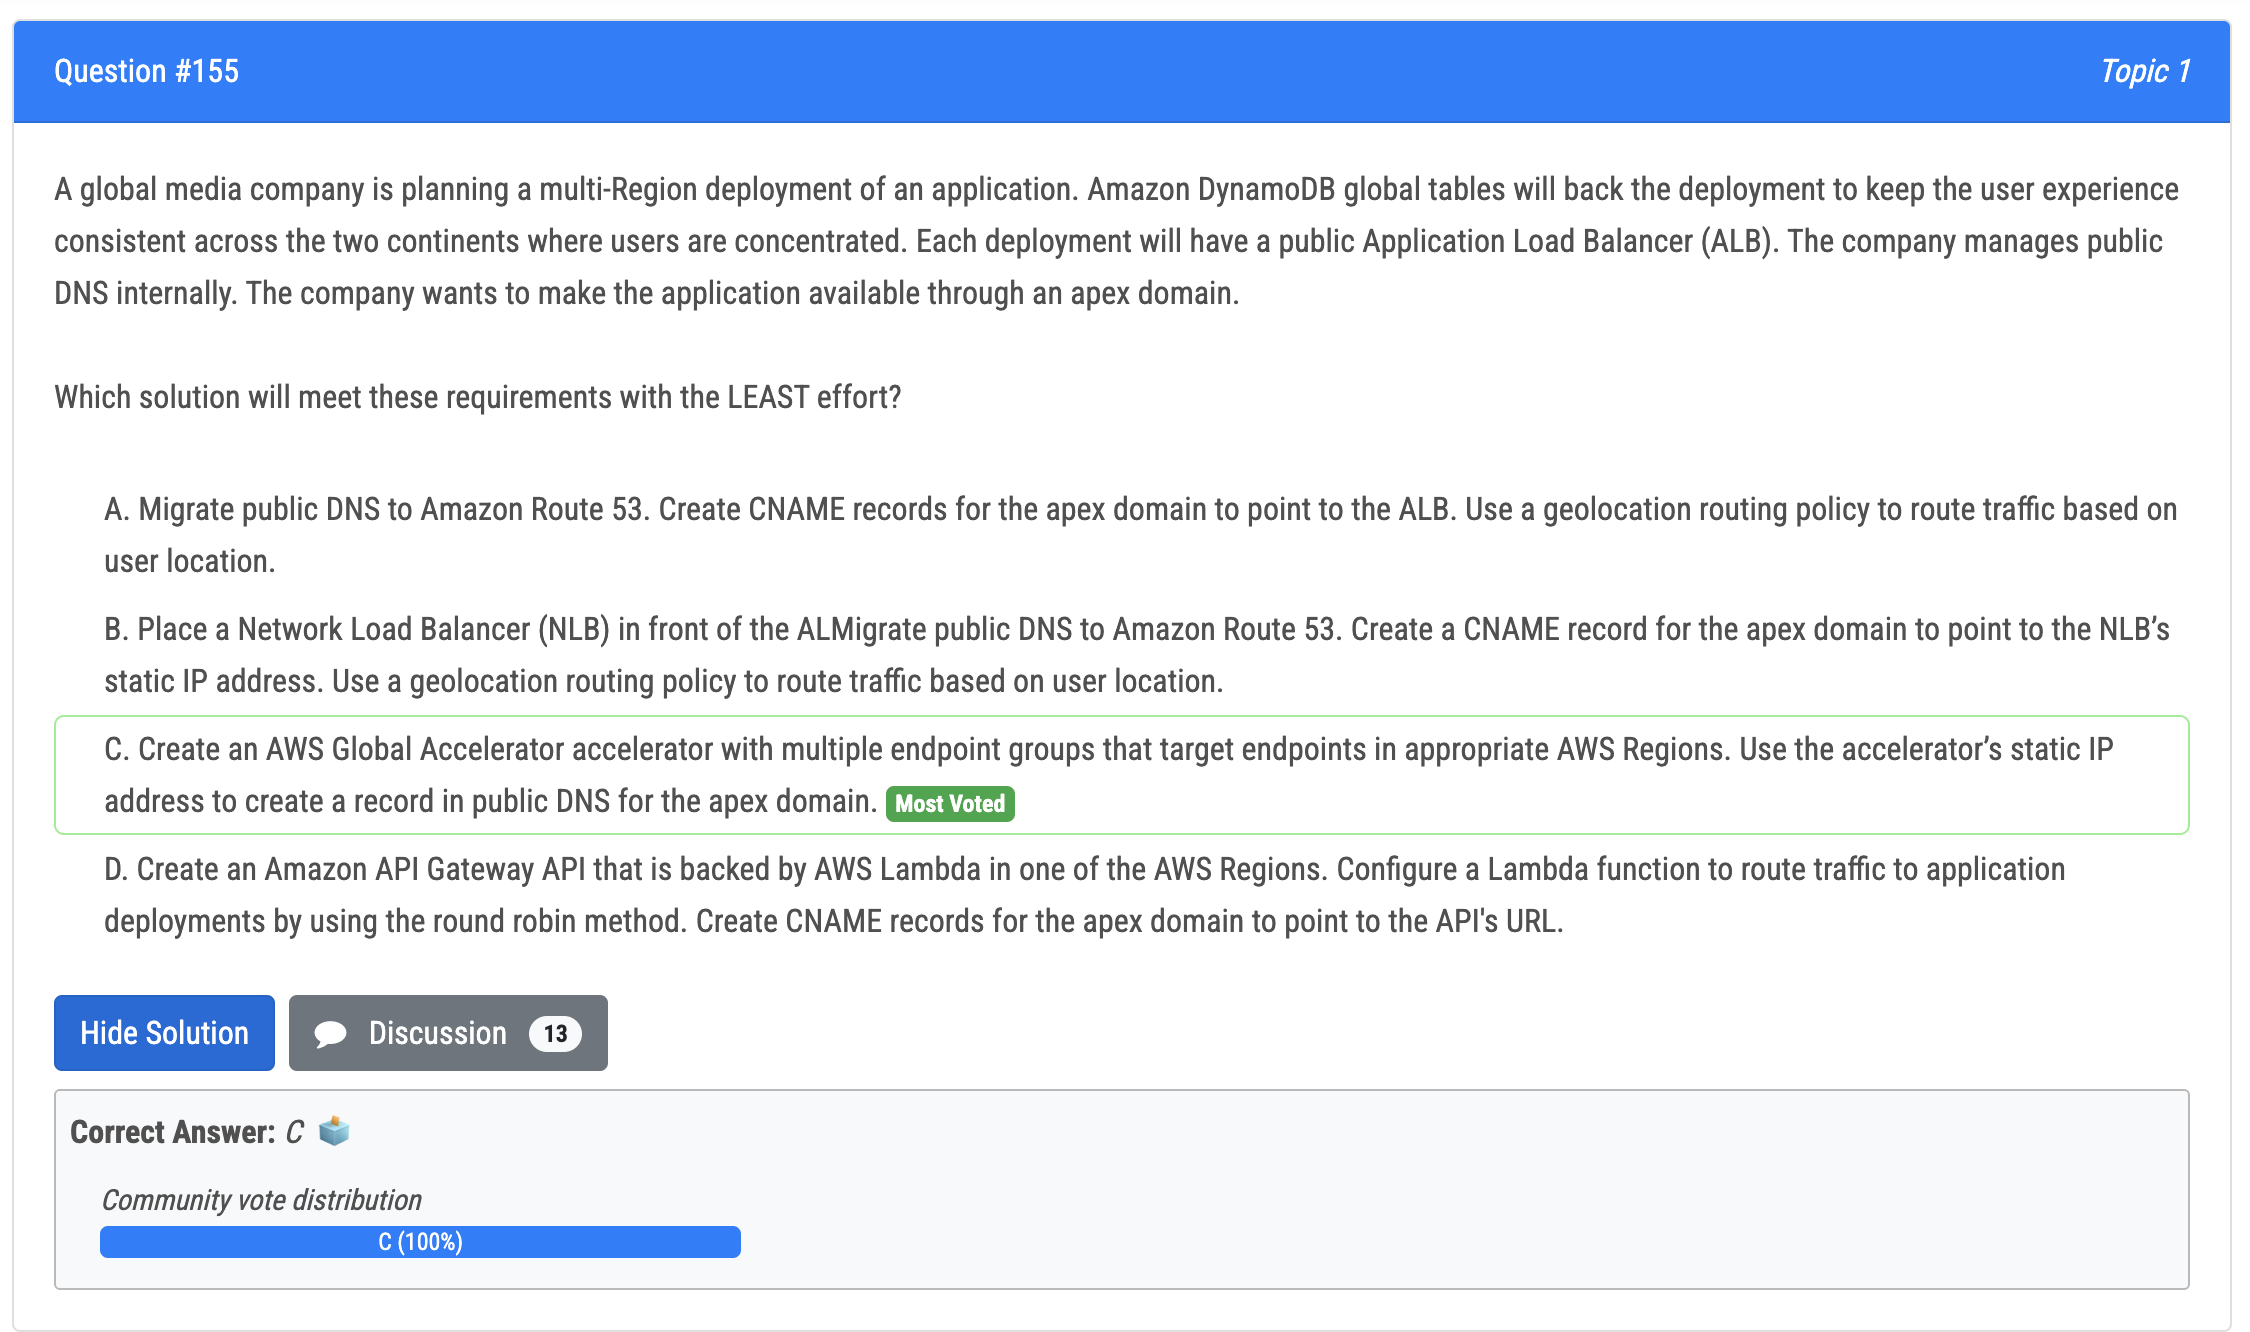 Question #155
Topic 1
A global media company is planning a multi-Region deployment of an application. Amazon DynamoDB global tables will back the deployment to keep the user experience
consistent across the two continents where users are concentrated. Each deployment will have a public Application Load Balancer (ALB). The company manages public
DNS internally. The company wants to make the application available through an apex domain.
Which solution will meet these requirements with the LEAST effort?
A. Migrate public DNS to Amazon Route 53. Create CNAME records for the apex domain to point to the ALB. Use a geolocation routing policy to route traffic based on
user location.
B. Place a Network Load Balancer (NLB) in front of the ALMigrate public DNS to Amazon Route 53. Create a CNAME record for the apex domain to point to the NLB’s
static IP address. Use a geolocation routing policy to route traffic based on user location.
C. Create an AWS Global Accelerator accelerator with multiple endpoint groups that target endpoints in appropriate AWS Regions. Use the accelerator’s static IP
address to create a record in public DNS for the apex domain. Most Voted
D. Create an Amazon API Gateway API that is backed by AWS Lambda in one of the AWS Regions. Configure a Lambda function to route traffic to application
deployments by using the round robin method. Create CNAME records for the apex domain to point to the API's URL.
Hide Solution
Discussion 13
Correct Answer: C
Community vote distribution
C (100%)